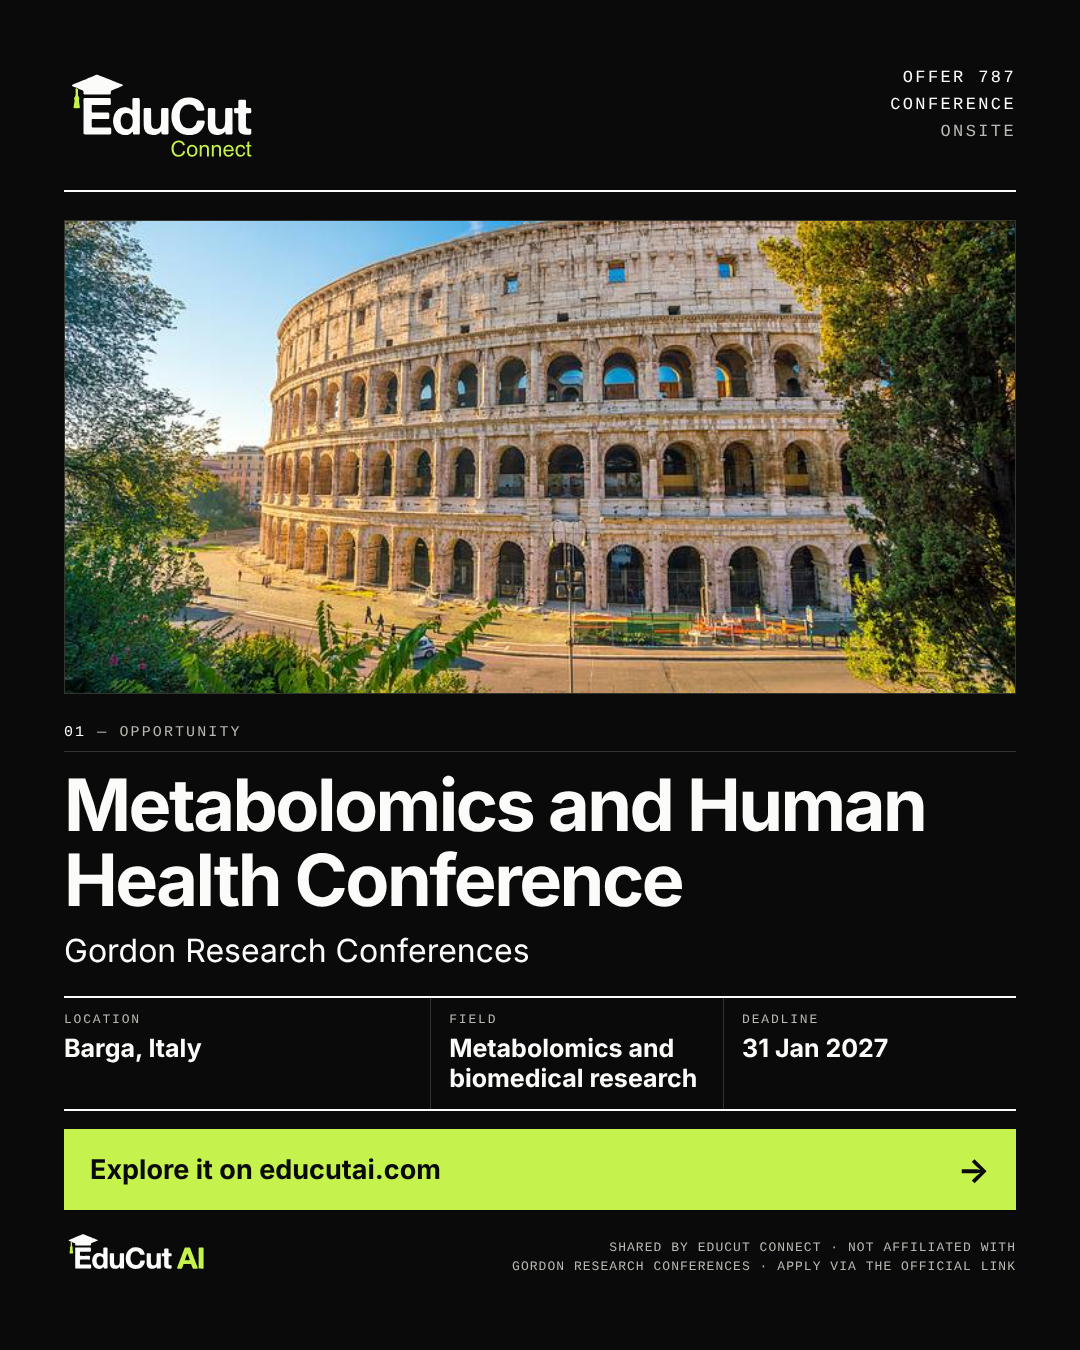 EduCut
Connect
OFFER 787
CONFERENCE
ONSITE
01 — OPPORTUNITY
Metabolomics and Human
Health Conference
Gordon Research Conferences
LOCATION
Barga, Italy
FIELD
Metabolomics and
biomedical research
DEADLINE
31 Jan 2027
Explore it on educutai.com →
EduCut AI
SHARED BY EDUCUT CONNECT · NOT AFFILIATED WITH
GORDON RESEARCH CONFERENCES · APPLY VIA THE OFFICIAL LINK